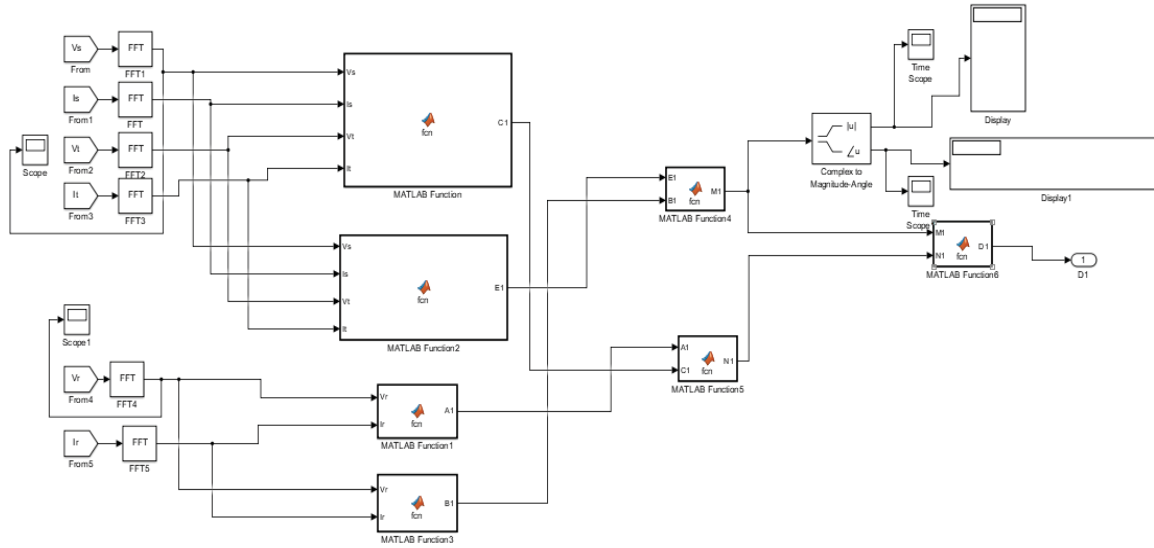 Vs
From
FFT
FFT1
Is
From1
FFT
FFT
Scope
Vt
From2
FFT
FFT2
It
From3
FFT
FFT3
Vs
Is
Vt
It
fcn
C1
MATLAB Function
Vs
Is
Vt
It
fcn
E1
MATLAB Function2
Scope1
Vr
From4
FFT
FFT4
Ir
From5
FFT
FFT5
Vr
Ir
fcn
A1
MATLAB Function1
Vr
Ir
fcn
B1
MATLAB Function3
E1
B1
fcn
M1
MATLAB Function4
A1
C1
fcn
N1
MATLAB Function5
|u|
∠u
Complex to
Magnitude-Angle
Time
Scope
Display
Display1
Time
Scope
M1
N1
fcn
D1
MATLAB Function6
1
D1